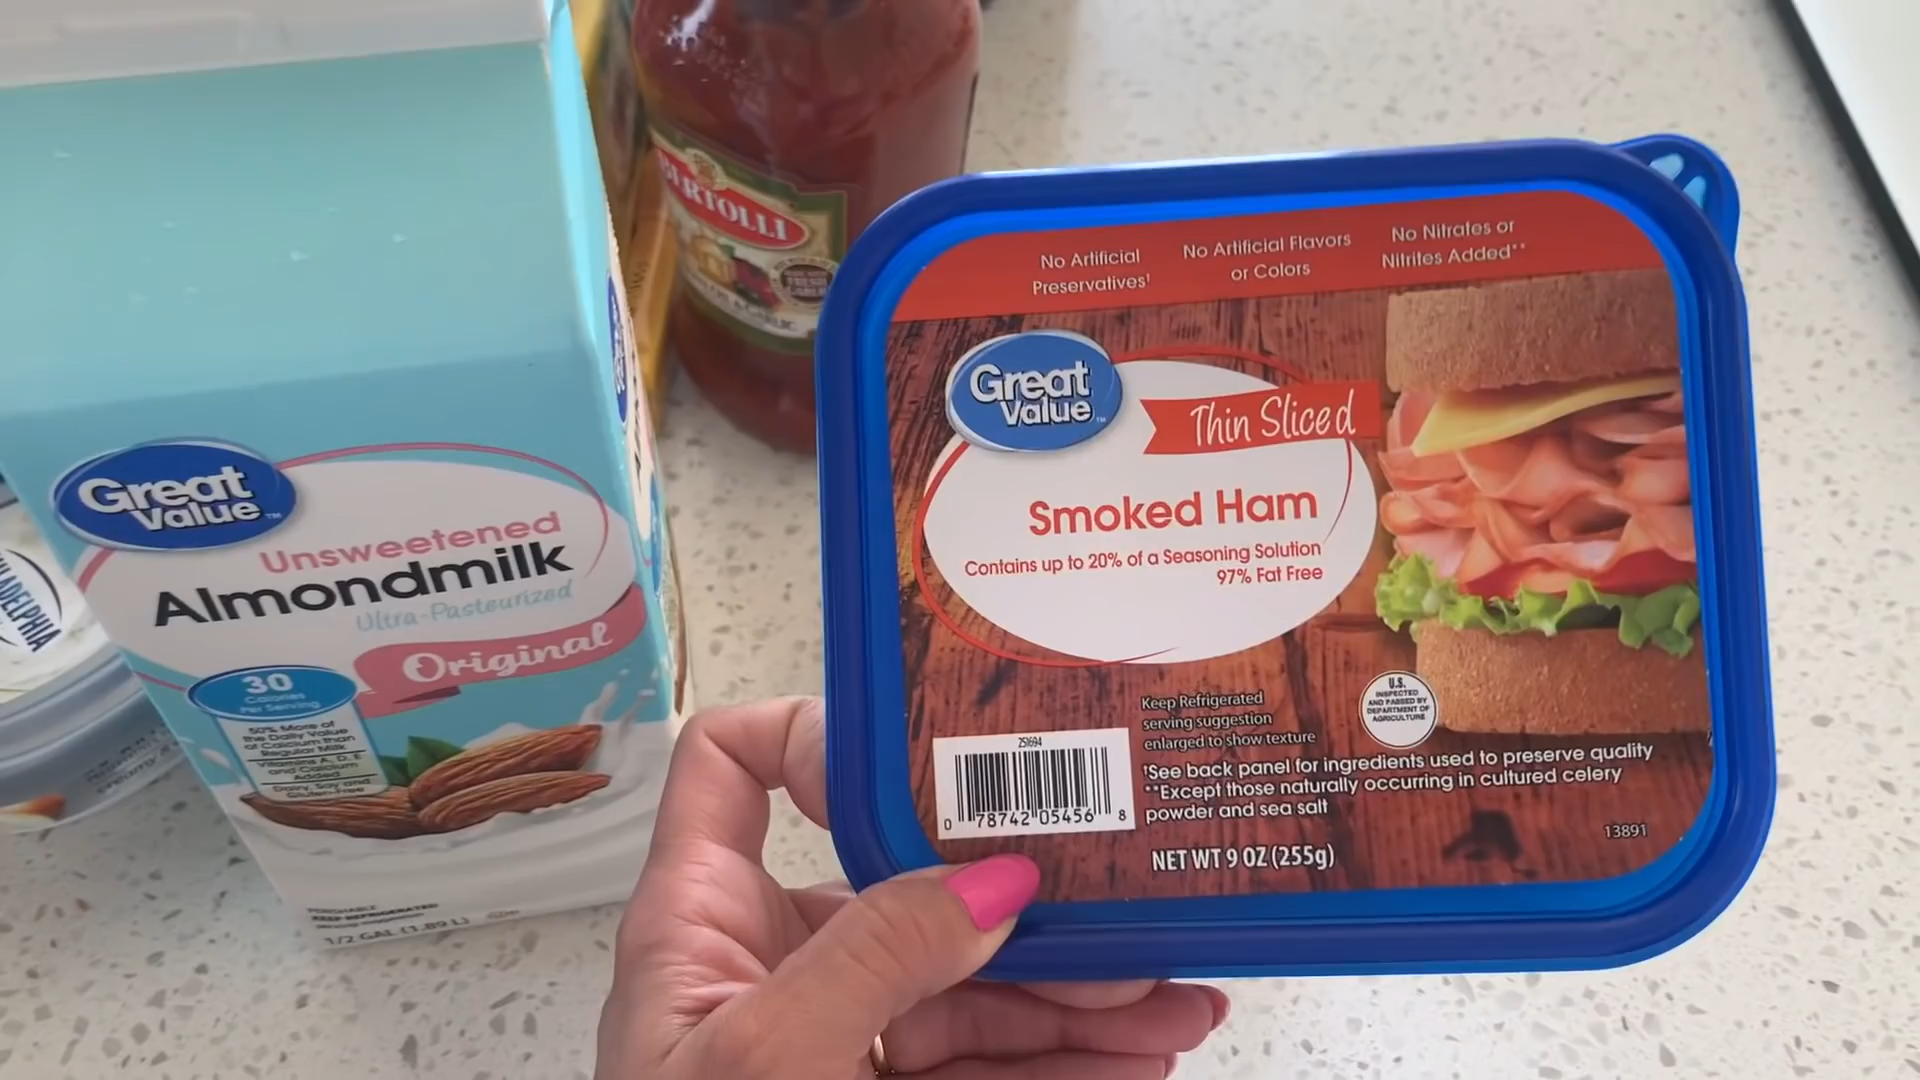 Great
Value™
Unsweetened
Almondmilk
Ultra-Pasteurized
Original
30
Calories
Per Serving
50% More of
the Daily Value
of Calcium than
Regular Milk
Vitamins A, D, E
and Calcium
Added
Dairy, Soy and
Gluten-Free
PERISHABLE
KEEP REFRIGERATED
1/2 GAL (1.89 L)
BERTOLLI
GARLIC
No Artificial
Preservatives†
No Artificial Flavors
or Colors
No Nitrates or
Nitrites Added**
Great
Value™
Thin Sliced
Smoked Ham
Contains up to 20% of a Seasoning Solution
97% Fat Free
Keep Refrigerated
serving suggestion
enlarged to show texture
U.S.
INSPECTED
AND PASSED BY
DEPARTMENT OF
AGRICULTURE
251694
0 78742 05456 8
†See back panel for ingredients used to preserve quality
**Except those naturally occurring in cultured celery
powder and sea salt
13891
NET WT 9 OZ (255g)